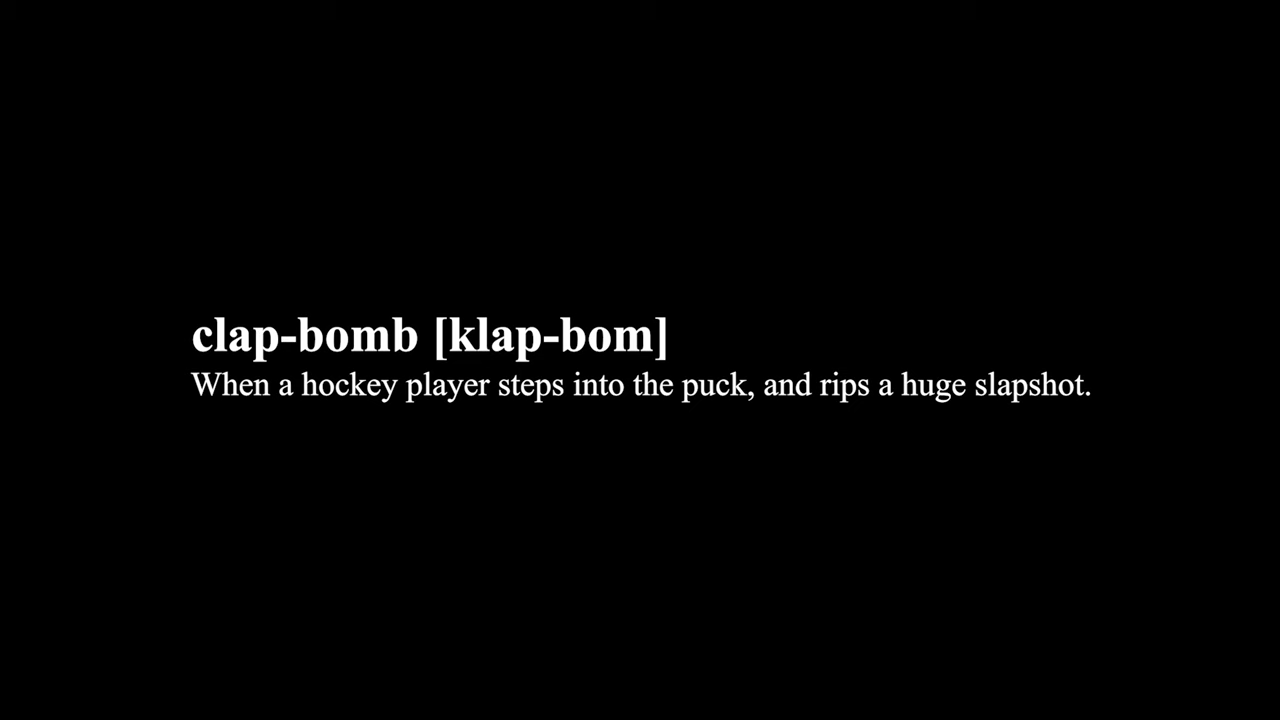 clap-bomb [klap-bom]
When a hockey player steps into the puck, and rips a huge slapshot.